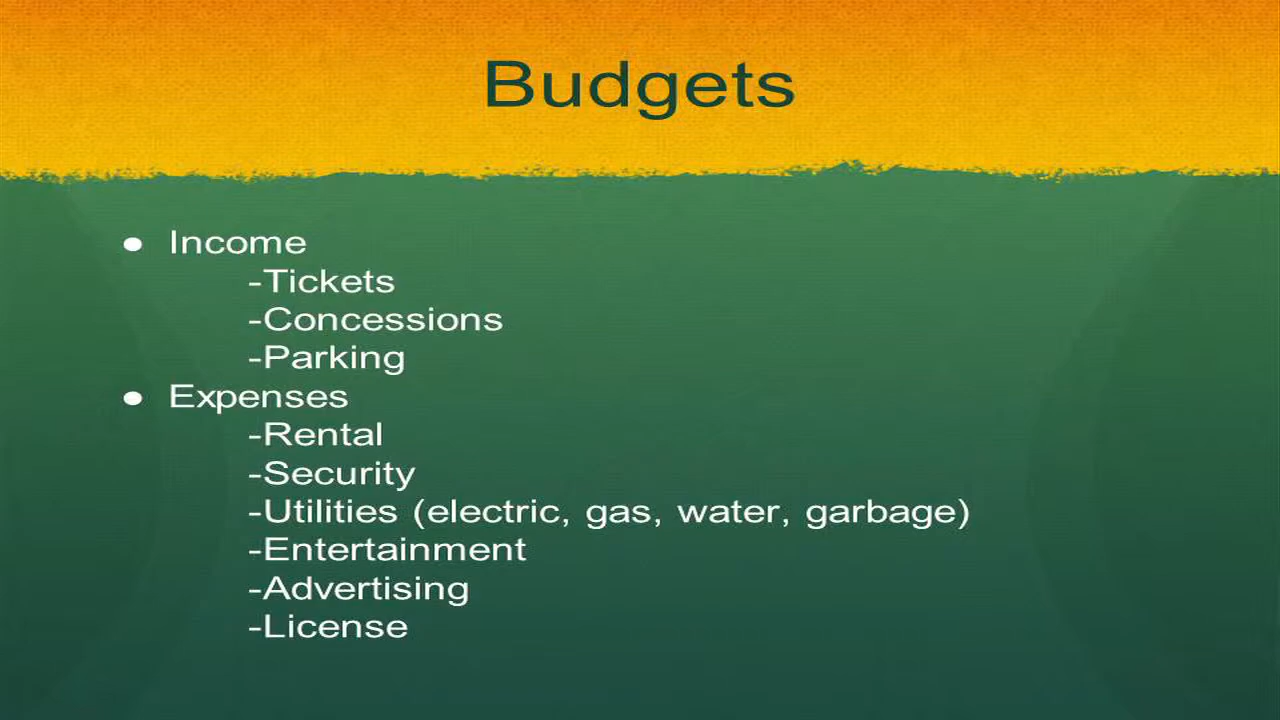 Budgets
● Income
-Tickets
-Concessions
-Parking
● Expenses
-Rental
-Security
-Utilities (electric, gas, water, garbage)
-Entertainment
-Advertising
-License